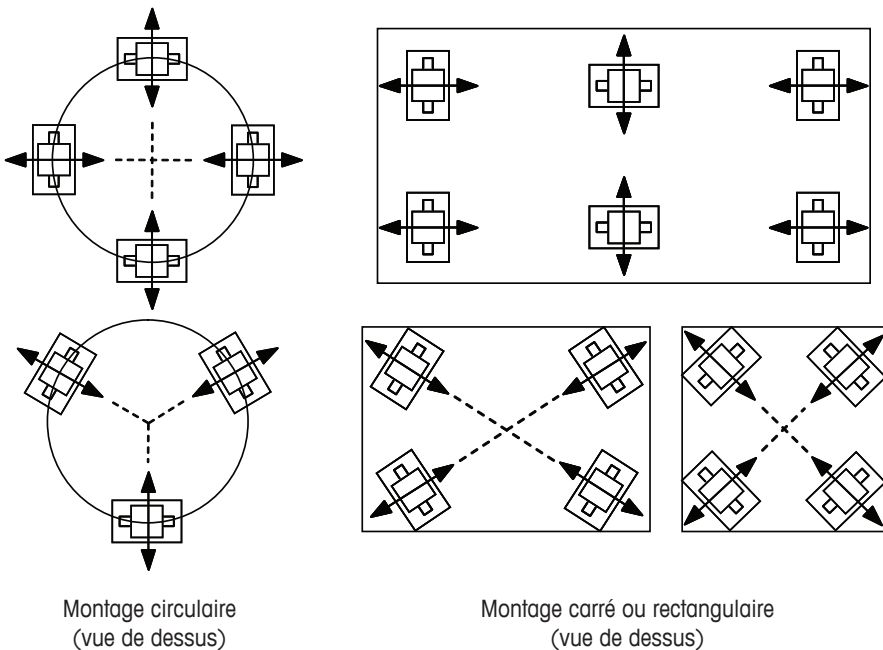 Montage circulaire
(vue de dessus)
Montage carré ou rectangulaire
(vue de dessus)